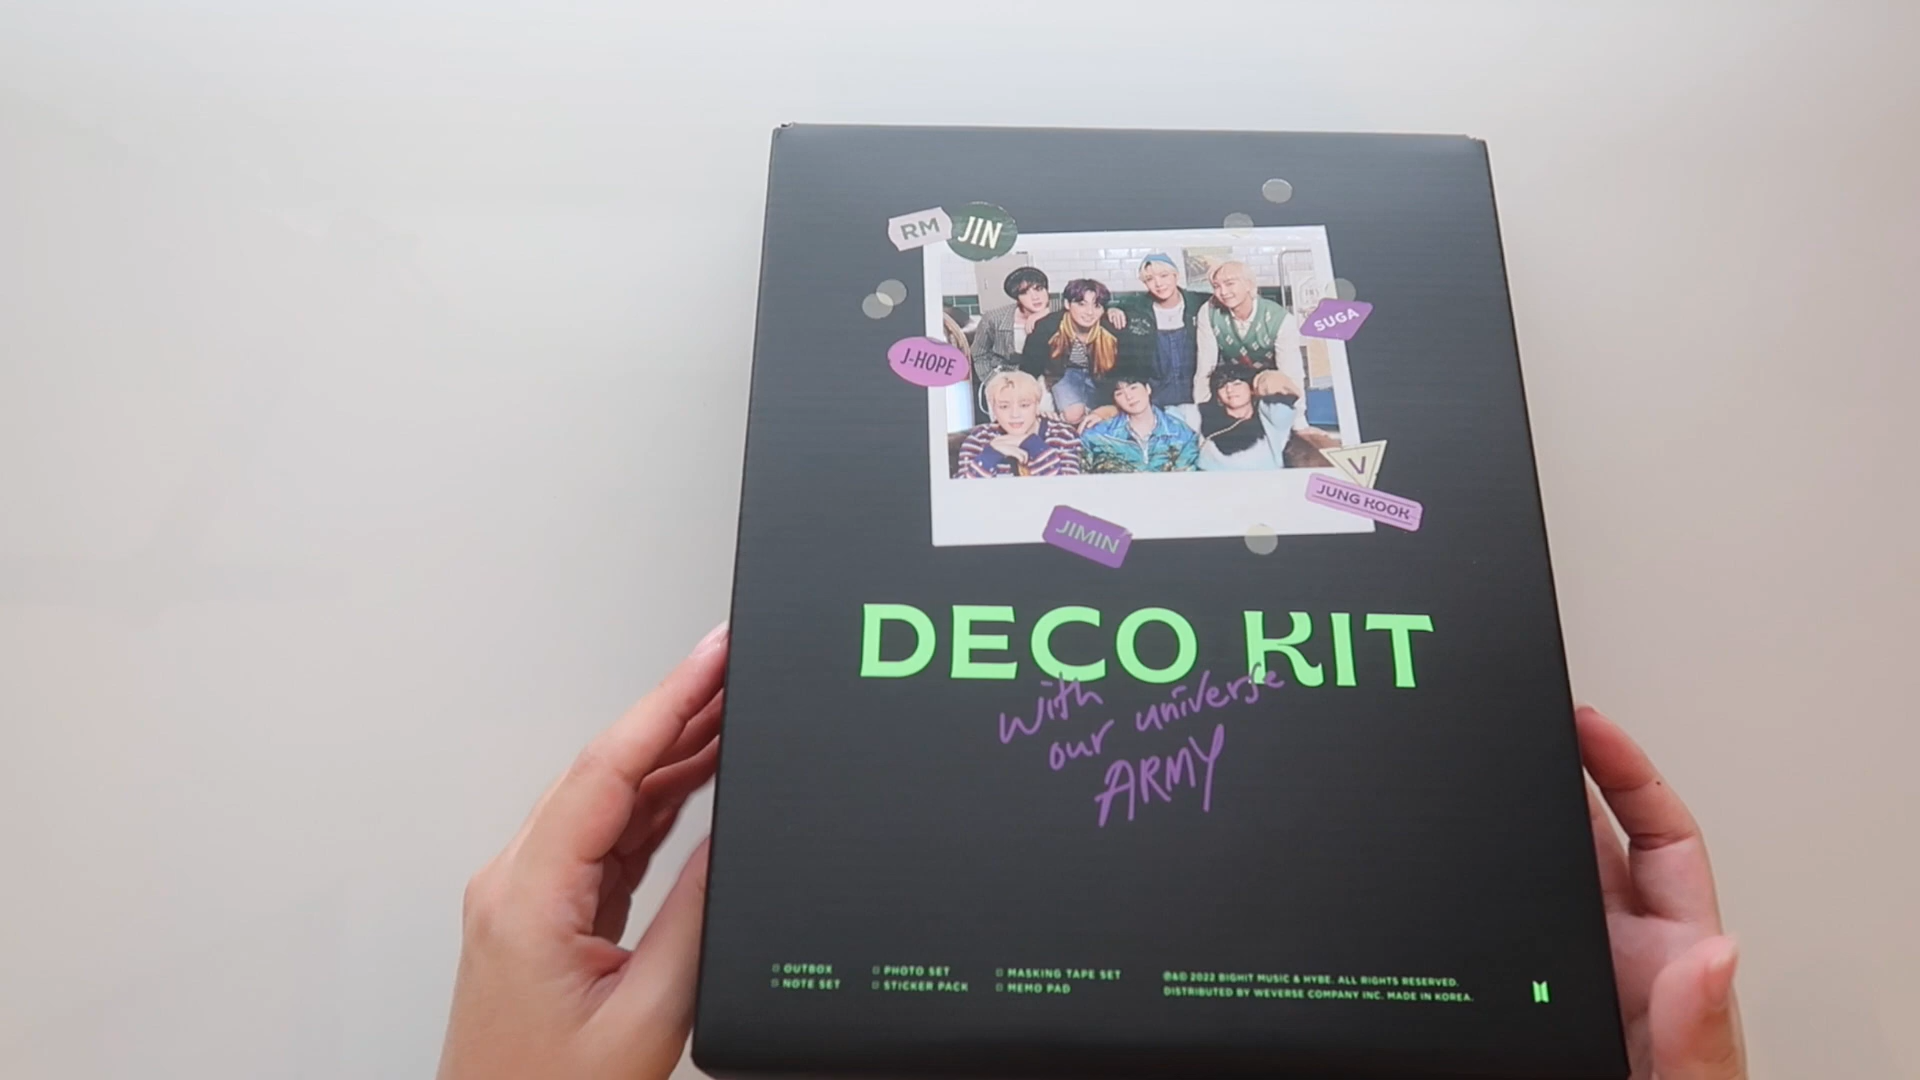 RM
JIN
SUGA
J-HOPE
V
JUNG KOOK
JIMIN
DECO KIT
with
our universe
ARMY
OUTBOX
NOTE SET
PHOTO SET
STICKER PACK
MASKING TAPE SET
MEMO PAD
℗&© 2022 BIGHIT MUSIC & HYBE. ALL RIGHTS RESERVED.
DISTRIBUTED BY WEVERSE COMPANY INC. MADE IN KOREA.